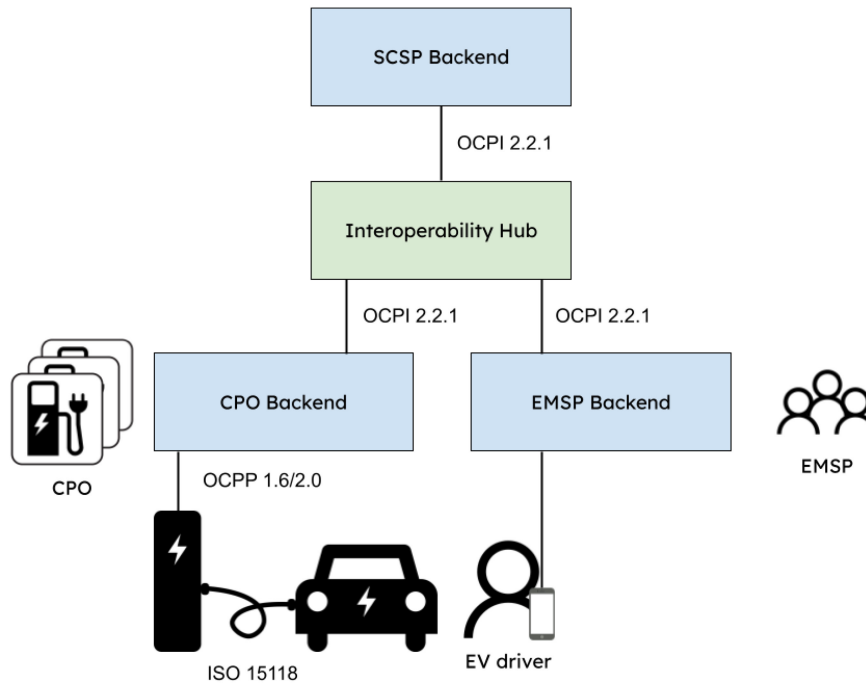 SCSP Backend
OCPI 2.2.1
Interoperability Hub
OCPI 2.2.1
OCPI 2.2.1
CPO Backend
EMSP Backend
CPO
EMSP
OCPP 1.6/2.0
ISO 15118
EV driver